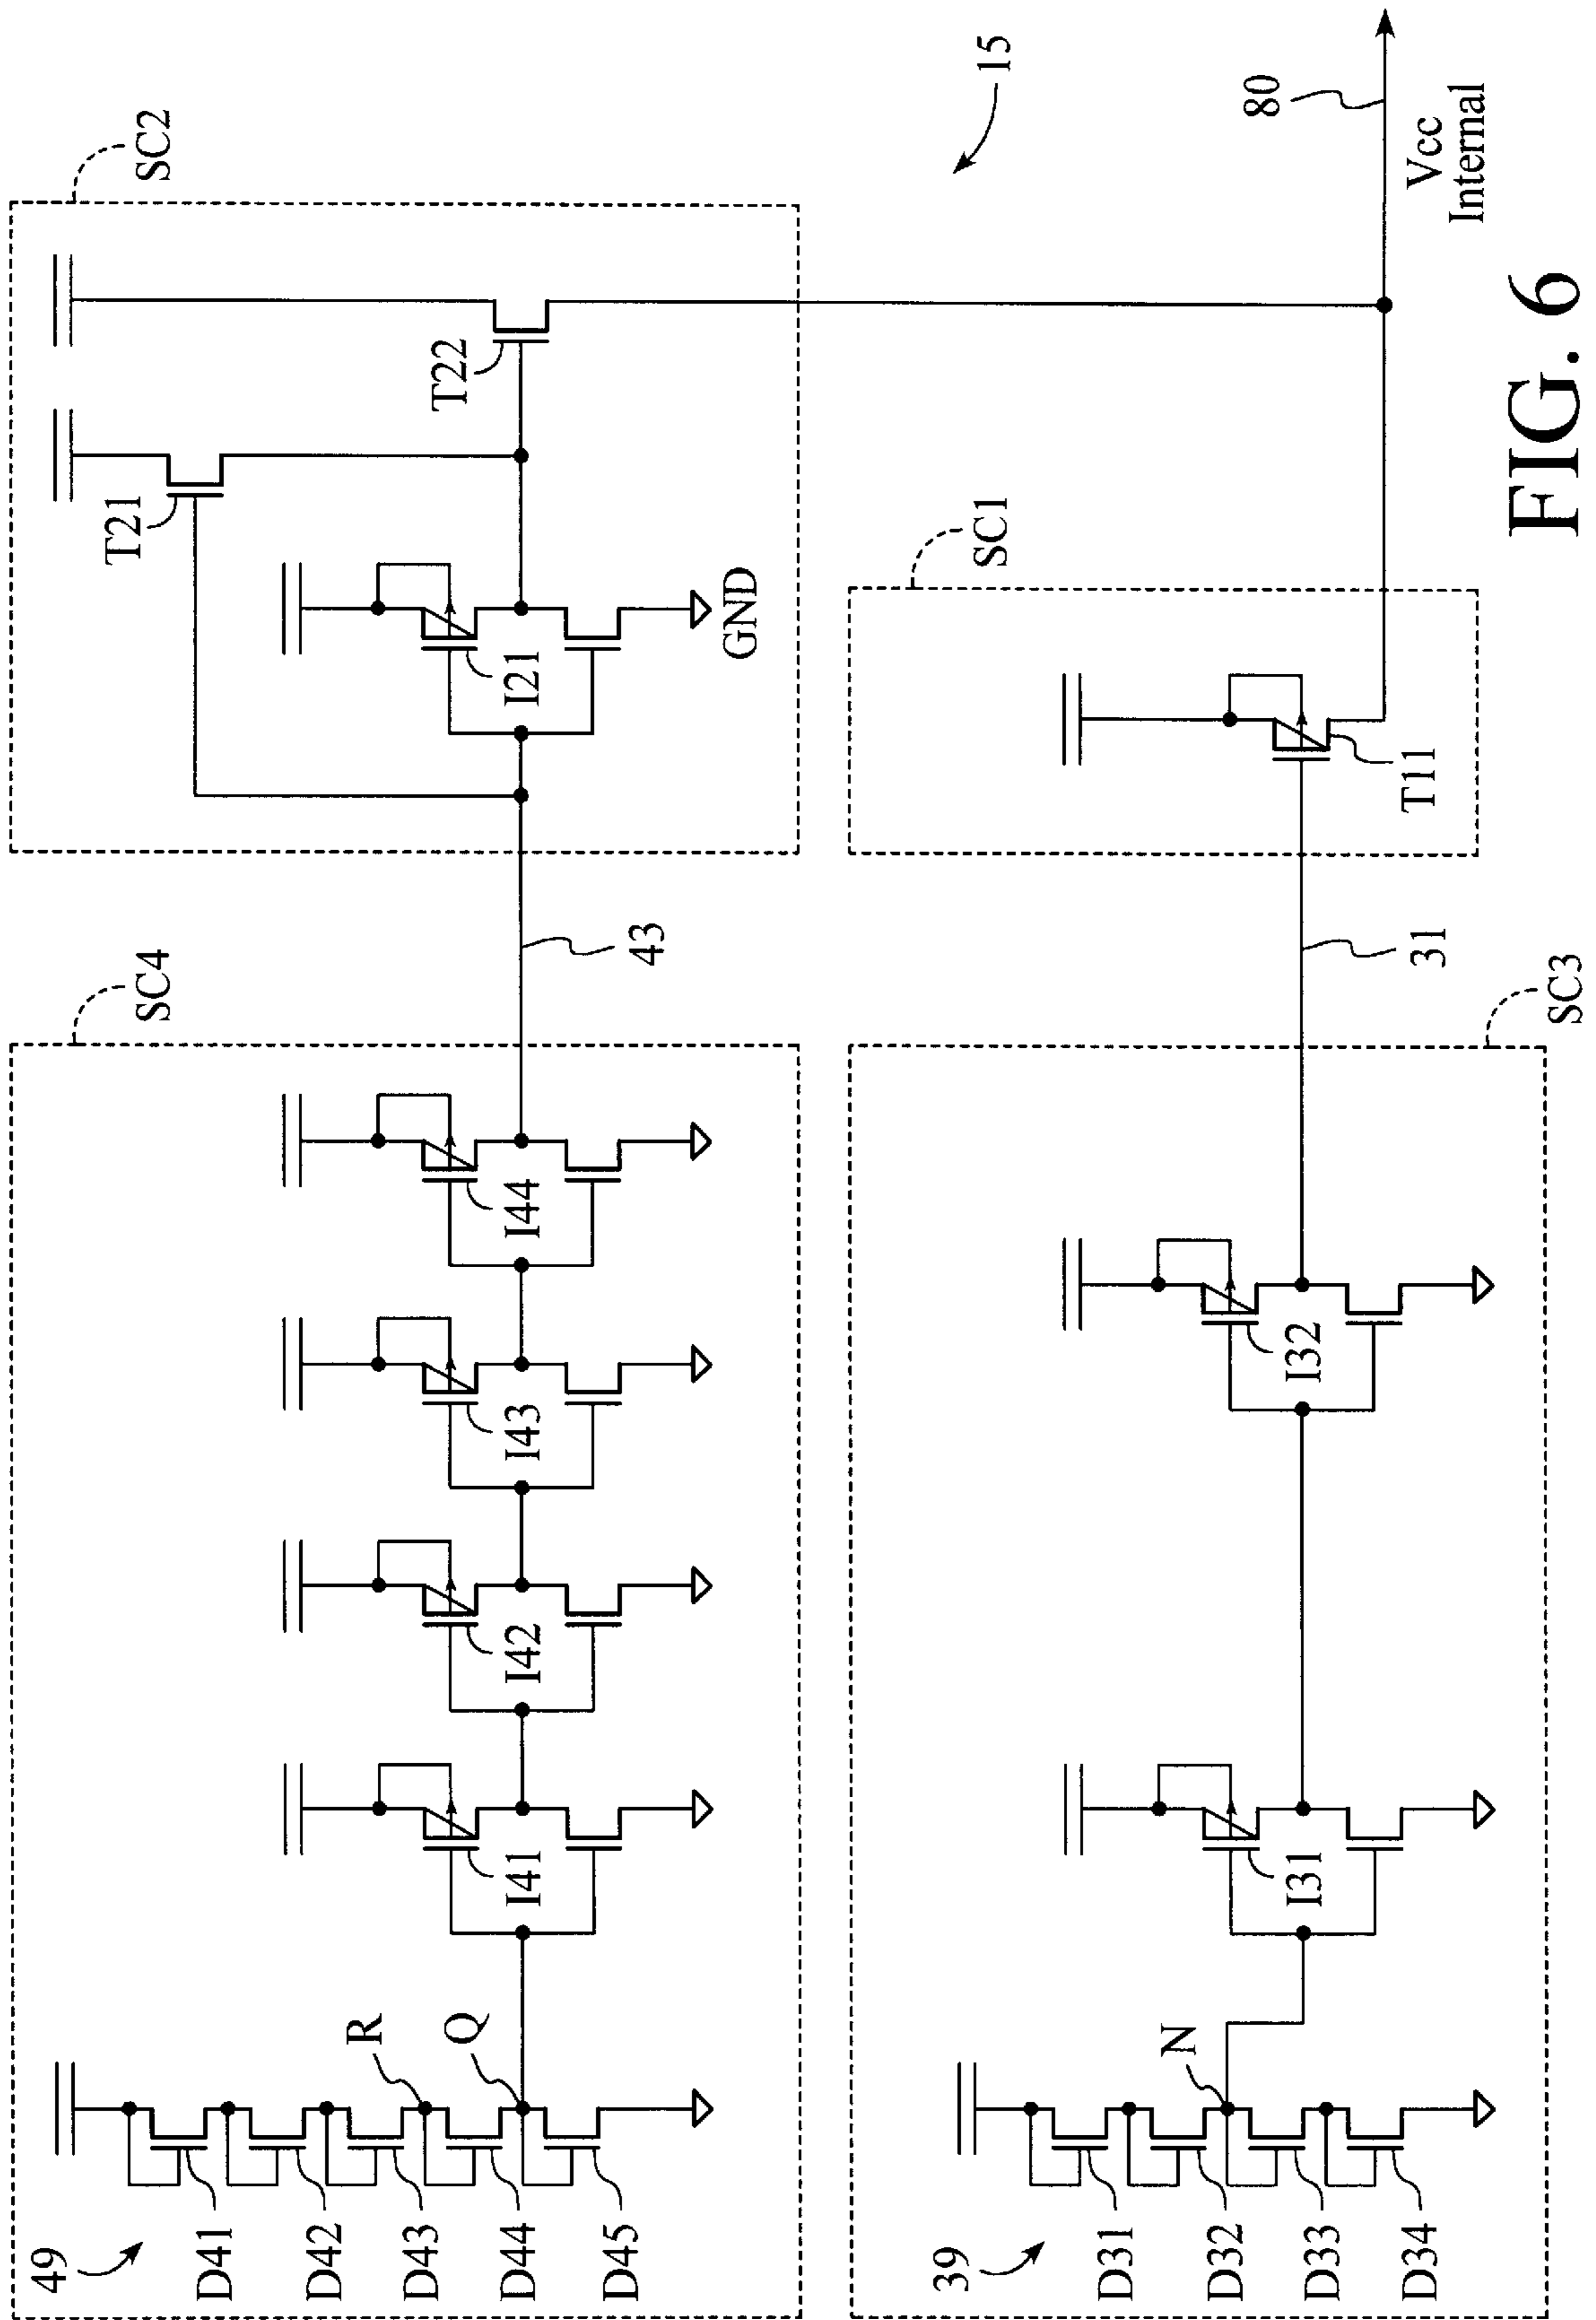 SC4
SC2
49
D41
D42
D43
D44
D45
R
Q
I41
I42
I43
I44
43
T21
I21
GND
T22
15
SC3
SC1
39
D31
D32
D33
D34
N
I31
I32
31
T11
80
Vcc
Internal
FIG. 6